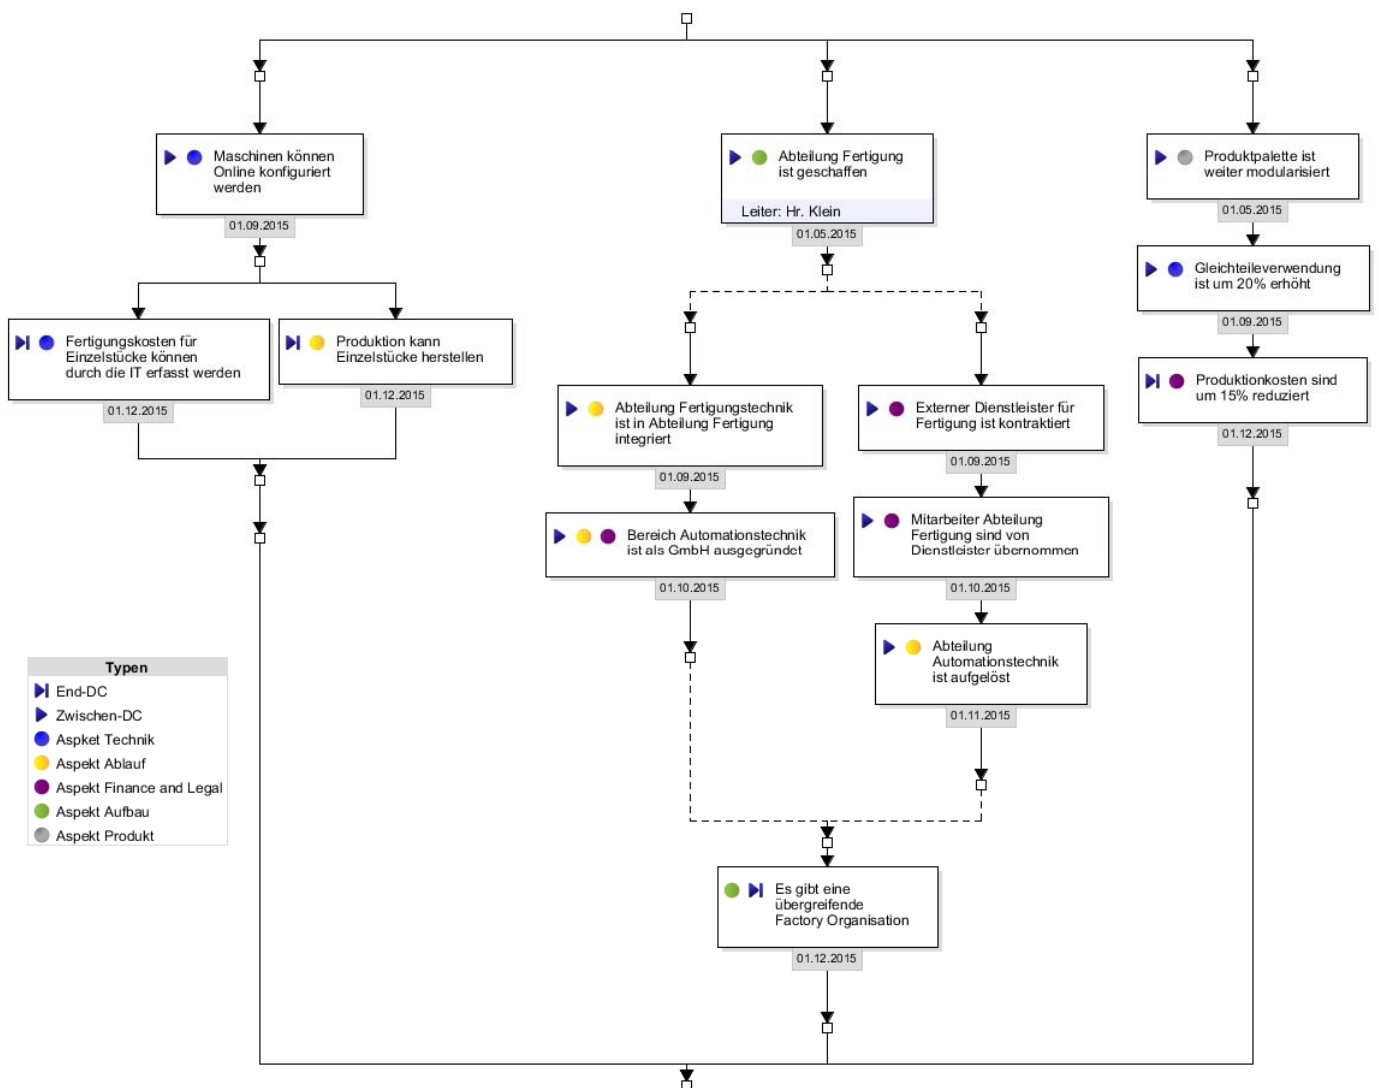 Maschinen können
Online konfiguriert
werden
01.09.2015
Fertigungskosten für
Einzelstücke können
durch die IT erfasst werden
01.12.2015
Produktion kann
Einzelstücke herstellen
01.12.2015
Abteilung Fertigung
ist geschaffen
Leiter: Hr. Klein
01.05.2015
Abteilung Fertigungstechnik
ist in Abteilung Fertigung
integriert
01.09.2015
Bereich Automationstechnik
ist als GmbH ausgegründet
01.10.2015
Externer Dienstleister für
Fertigung ist kontraktiert
01.09.2015
Mitarbeiter Abteilung
Fertigung sind von
Dienstleister übernommen
01.10.2015
Abteilung
Automationstechnik
ist aufgelöst
01.11.2015
Es gibt eine
übergreifende
Factory Organisation
01.12.2015
Produktpalette ist
weiter modularisiert
01.05.2015
Gleichteileverwendung
ist um 20% erhöht
01.09.2015
Produktionkosten sind
um 15% reduziert
01.12.2015
Typen
End-DC
Zwischen-DC
Aspket Technik
Aspekt Ablauf
Aspekt Finance and Legal
Aspekt Aufbau
Aspekt Produkt